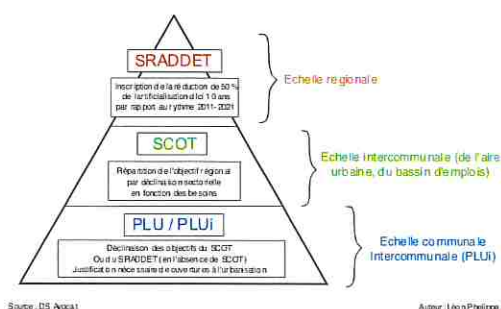 SRADDET
Inscription de la réduction de 50 %
de l'artificialisation d'ici 10 ans
par rapport au rythme 2011-2021
Echelle régionale
SCOT
Répartition de l'objectif régional
par déclinaison sectorielle
en fonction des besoins
Echelle intercommunale (de l'aire
urbaine, du bassin d'emplois)
PLU / PLUi
Déclinaison des objectifs du SCOT
Ou du SRADDET (en l'absence de SCOT)
Justification nécessaire d'ouvertures à l'urbanisation
Echelle communale
Intercommunale (PLUi)
Source : DS Avocat
Auteur : Léon Philippe